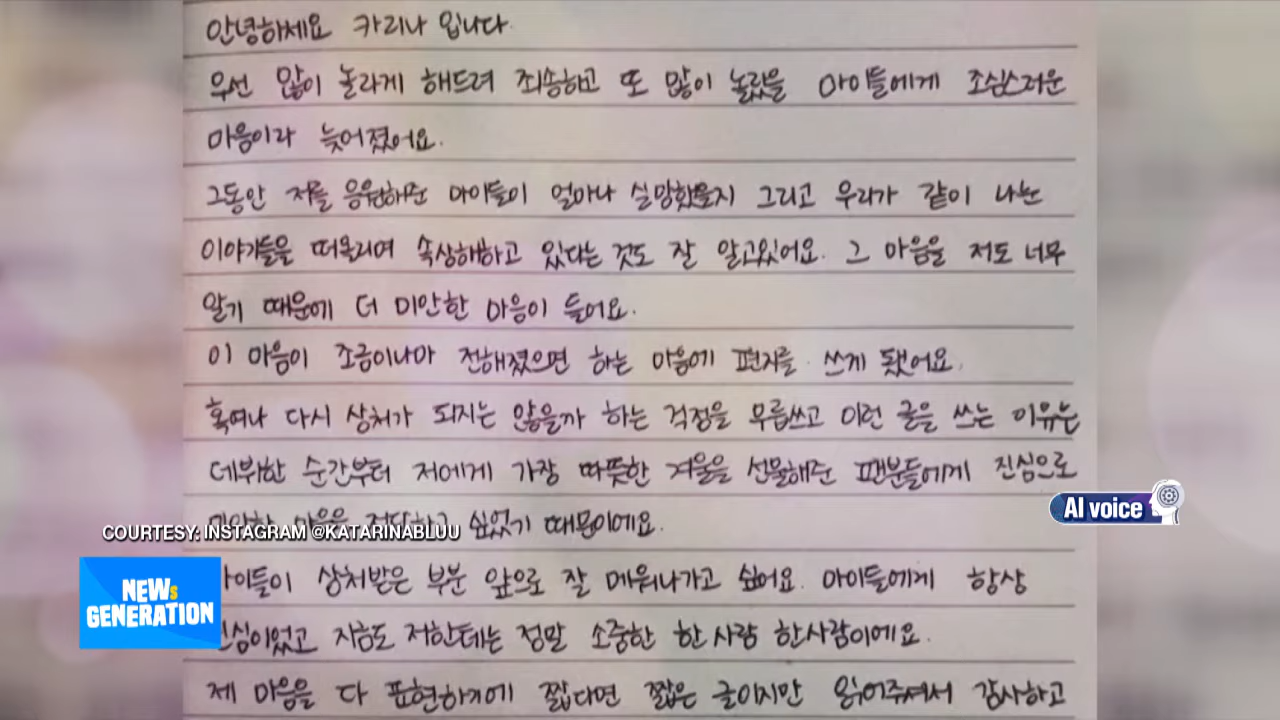 안녕하세요 카리나 입니다.
우선 많이 놀라게 해드려 죄송하고 또 많이 놀랐을 마이들에게 조심스러운
마음이라 늦어졌어요.
그동안 저를 응원해준 마이들이 얼마나 실망했을지 그리고 우리가 같이 나눈
이야기들을 떠올리며 속상해하고 있다는 것도 잘 알고있어요. 그 마음을 저도 너무
알기 때문에 더 미안한 마음이 들어요.
이 마음이 조금이나마 전해졌으면 하는 마음에 편지를 쓰게 됐어요.
혹여나 다시 상처가 되지는 않을까 하는 걱정을 무릅쓰고 이런 글을 쓰는 이유는
데뷔한 순간부터 저에게 가장 따뜻한 겨울을 선물해준 팬분들에게 진심으로
싶었기 때문이에요.
AI voice
COURTESY: INSTAGRAM @KATARINABLUU
마이들이 상처받은 부분 앞으로 잘 메워나가고 싶어요. 마이들에게 항상
진심이었고 지금도 저한테는 정말 소중한 한 사람 한사람이에요.
NEWs
GENERATION
제 마음을 다 표현하기에 짧다면 짧은 글이지만 읽어주셔서 감사하고